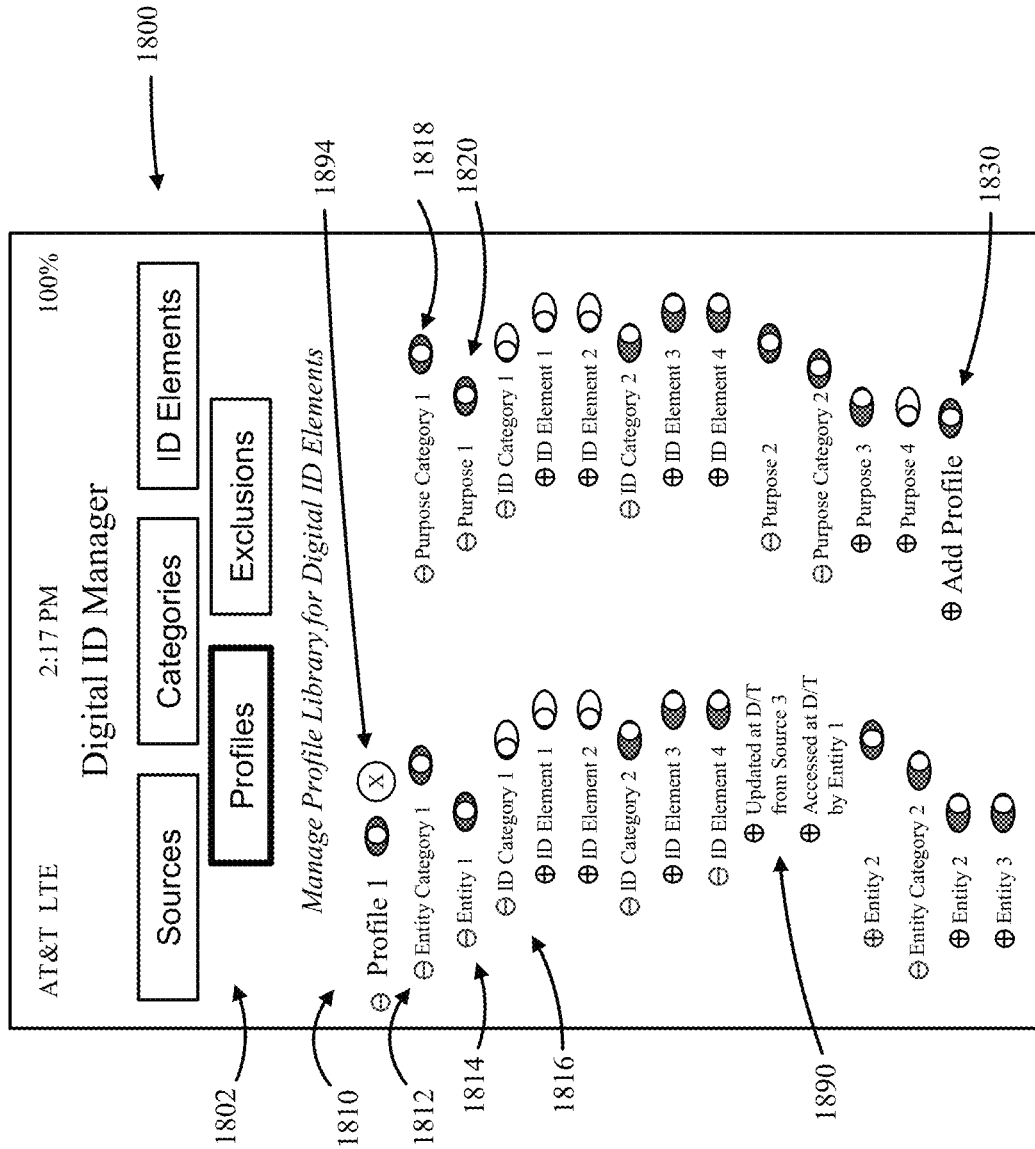 AT&T LTE 2:17 PM 100%
Digital ID Manager
Sources Categories ID Elements
Profiles Exclusions
Manage Profile Library for Digital ID Elements
Profile 1 X
Entity Category 1
Entity 1
ID Category 1
ID Element 1
ID Element 2
ID Category 2
ID Element 3
ID Element 4
Updated at D/T
from Source 3
Accessed at D/T
by Entity 1
Entity 2
Entity Category 2
Entity 2
Entity 3
Purpose Category 1
Purpose 1
ID Category 1
ID Element 1
ID Element 2
ID Category 2
ID Element 3
ID Element 4
Purpose 2
Purpose Category 2
Purpose 3
Purpose 4
Add Profile
1802
1810
1812
1814
1816
1890
1800
1894
1818
1820
1830